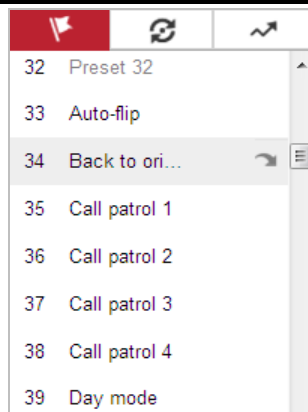 32 Preset 32
33 Auto-flip
34 Back to ori...
35 Call patrol 1
36 Call patrol 2
37 Call patrol 3
38 Call patrol 4
39 Day mode